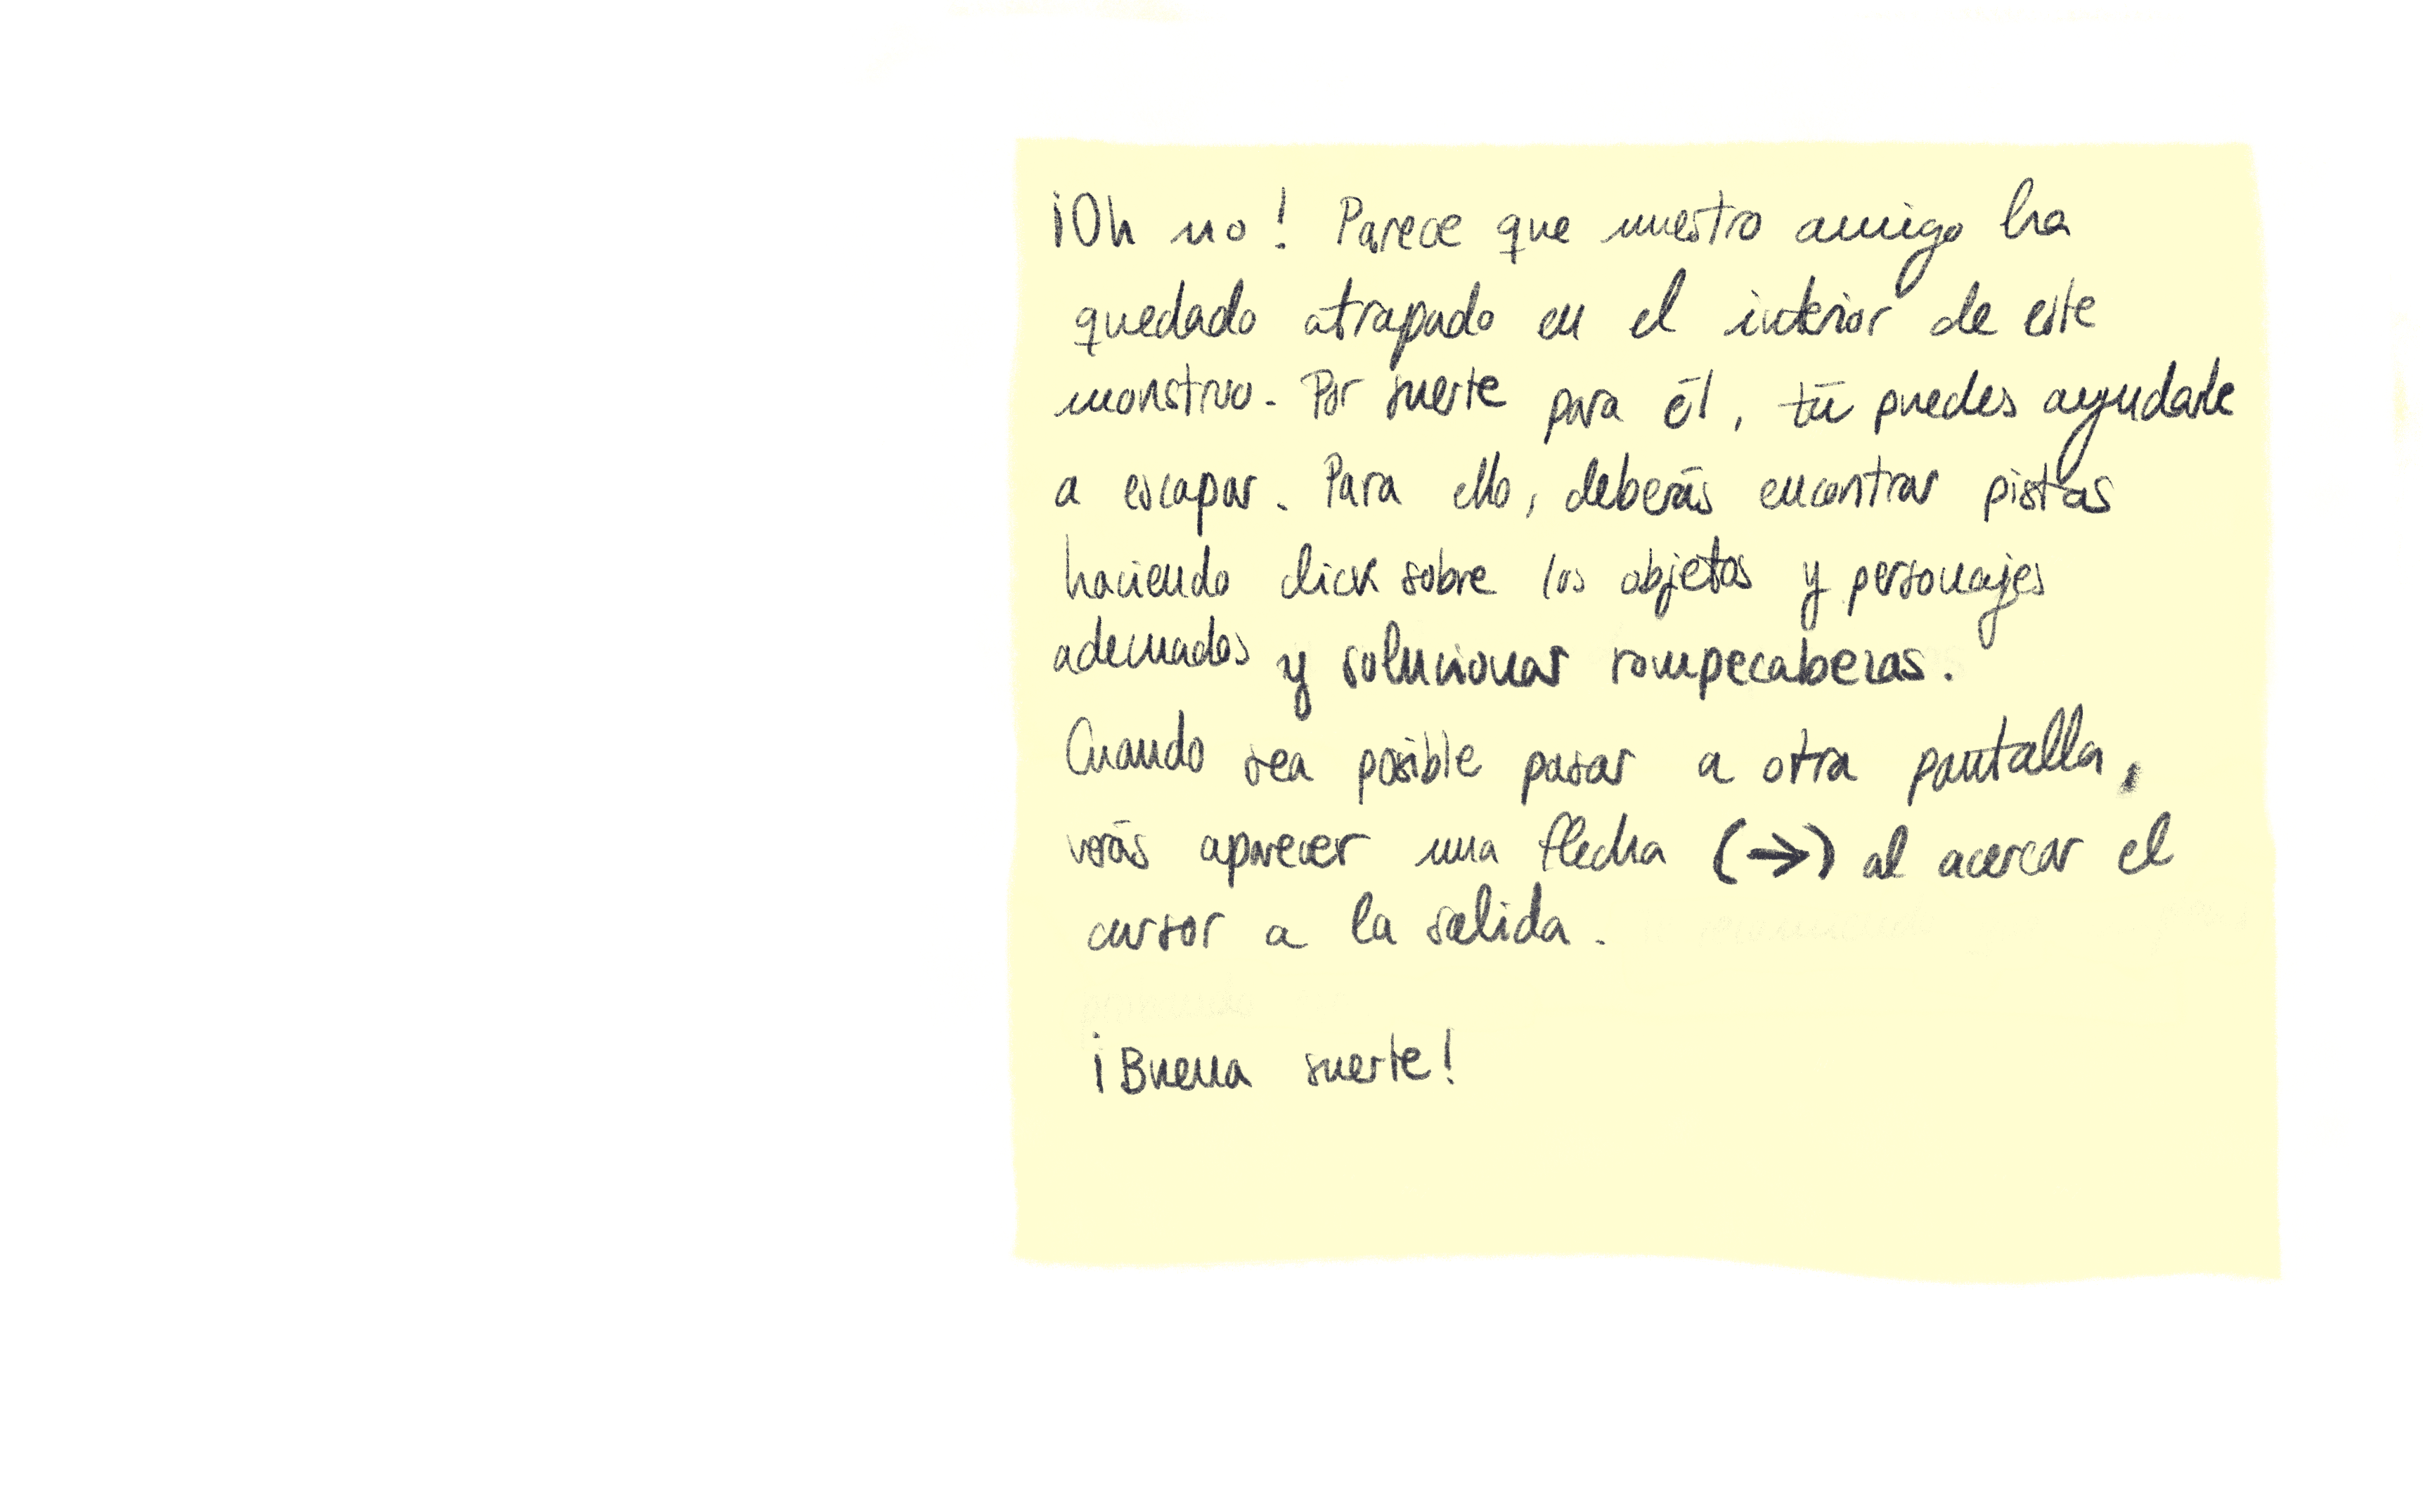 ¡Oh no! Parece que nuestro amigo ha
quedado atrapado en el interior de este
monstruo. Por suerte para él, tú puedes ayudarle
a escapar. Para ello, deberás encontrar pistas
haciendo click sobre los objetos y personajes
adecuados y solucionar rompecabezas.
Cuando sea posible pasar a otra pantalla,
verás aparecer una flecha (→) al acercar el
cursor a la salida.
¡Buena suerte!